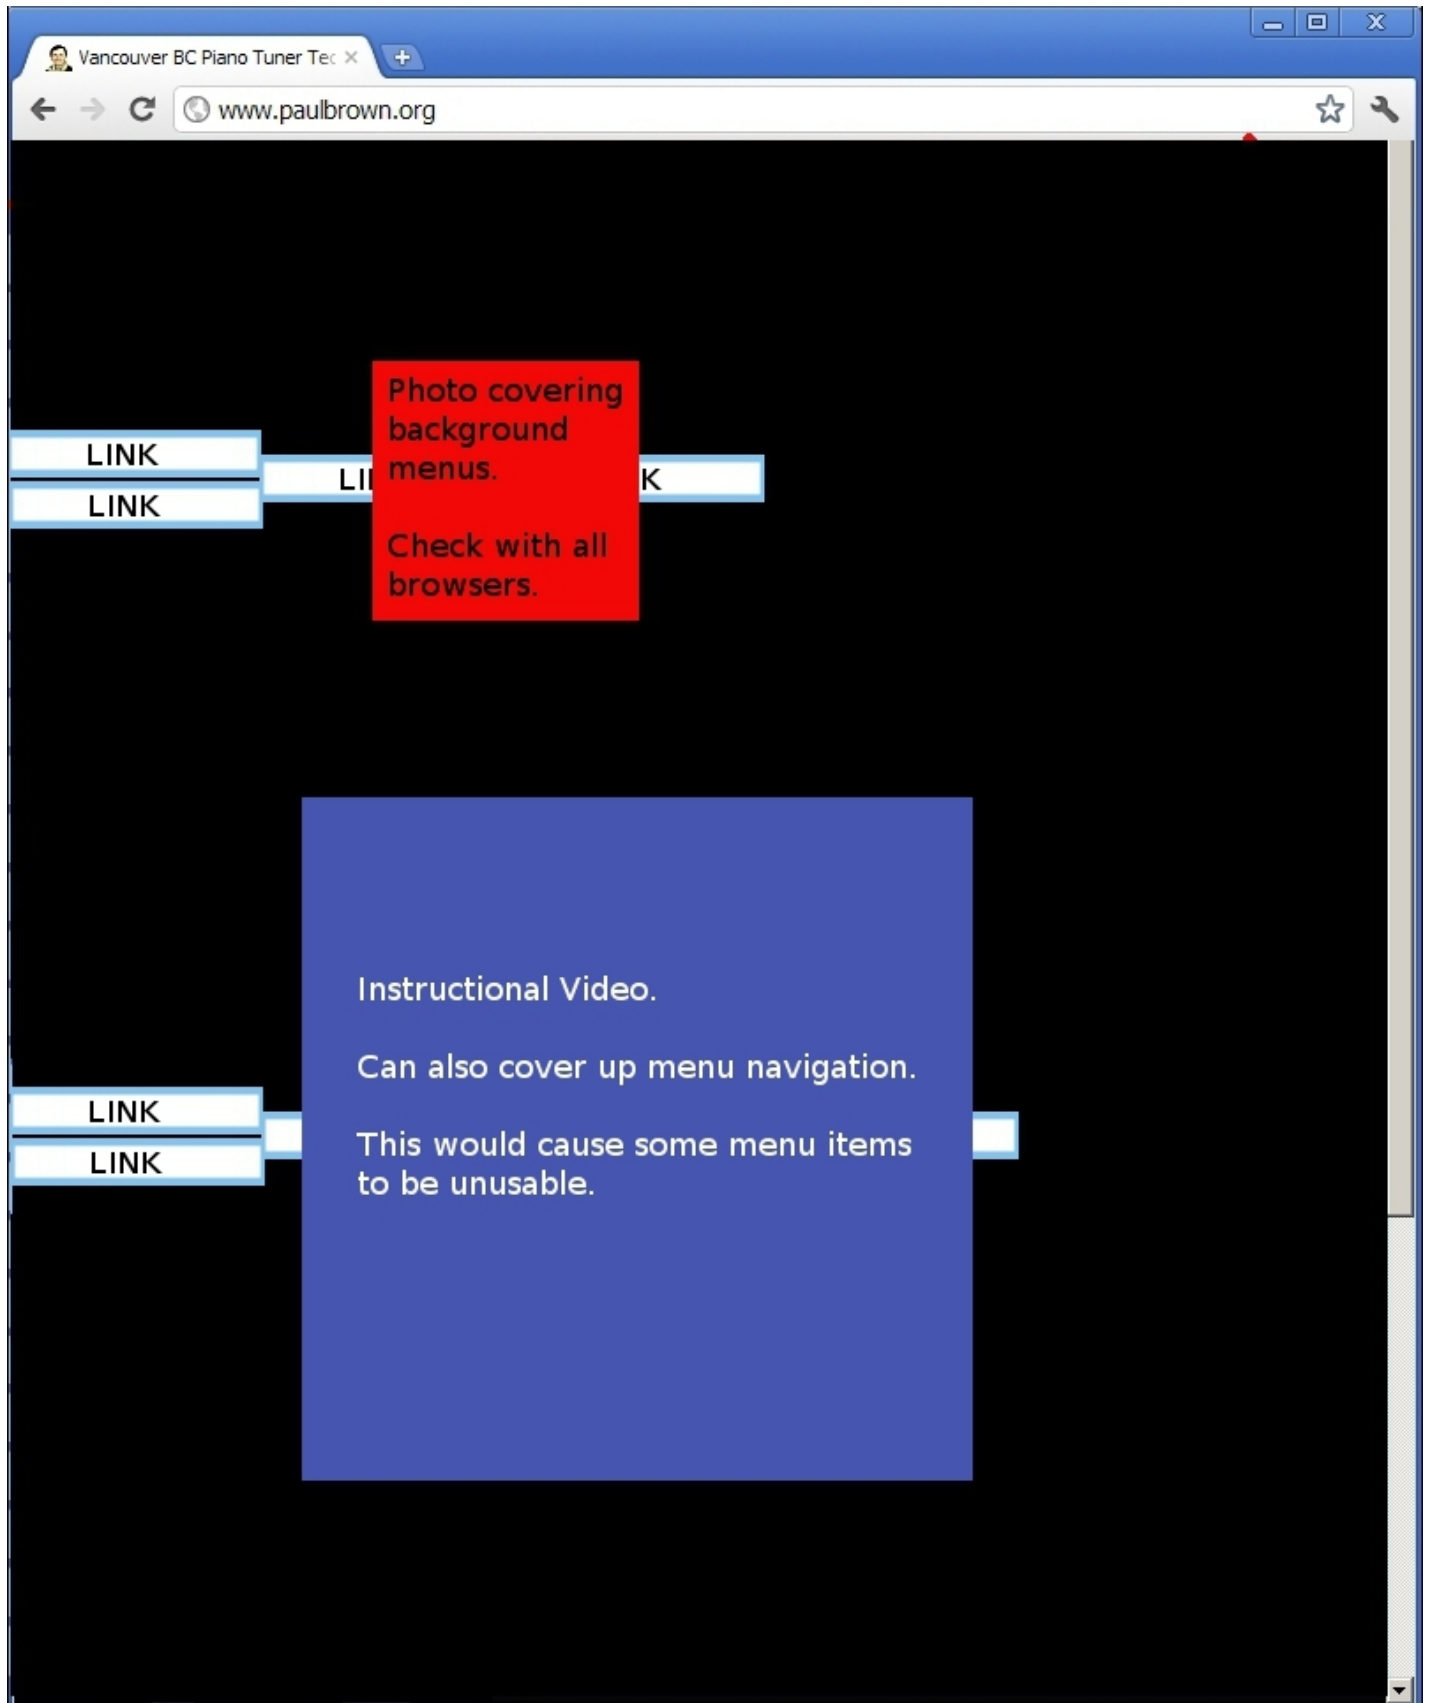 Vancouver BC Piano Tuner Tec
www.paulbrown.org
Photo covering
background
menus.
Check with all
browsers.
LINK
LINK
LI
K
Instructional Video.
Can also cover up menu navigation.
This would cause some menu items
to be unusable.
LINK
LINK